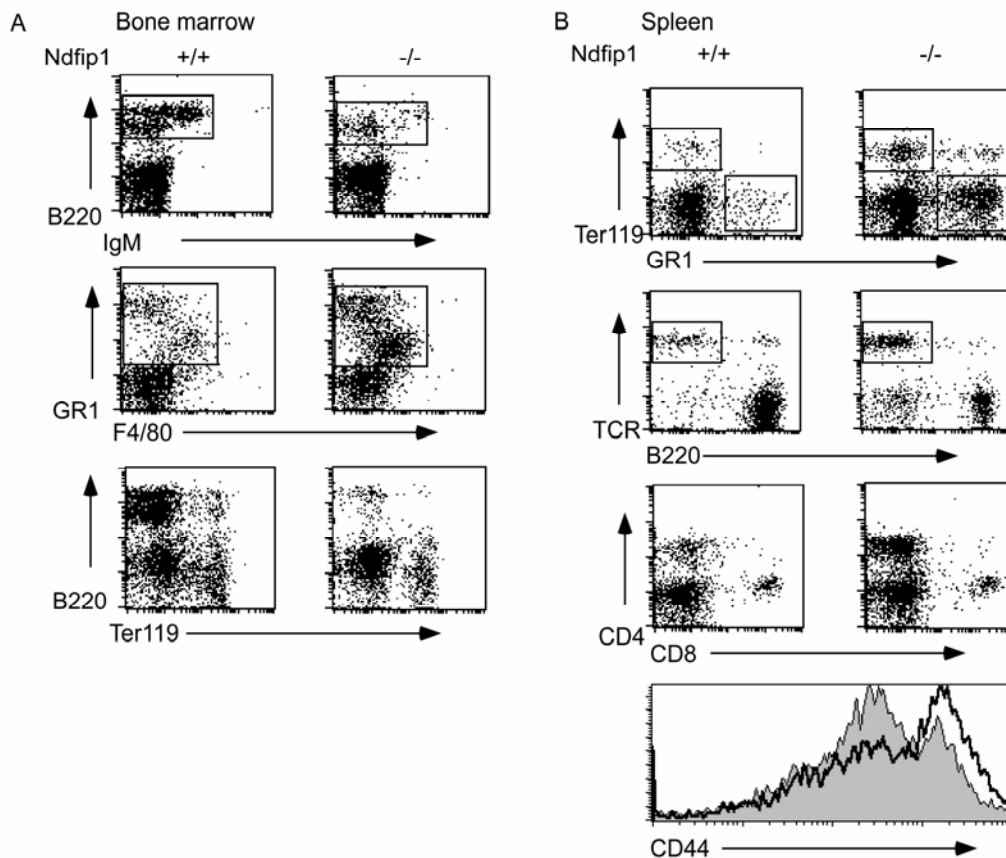 A Bone marrow
Ndfip1 +/+ -/-
B220
IgM
GR1
F4/80
B220
Ter119
B Spleen
Ndfip1 +/+ -/-
Ter119
GR1
TCR
B220
CD4
CD8
CD44